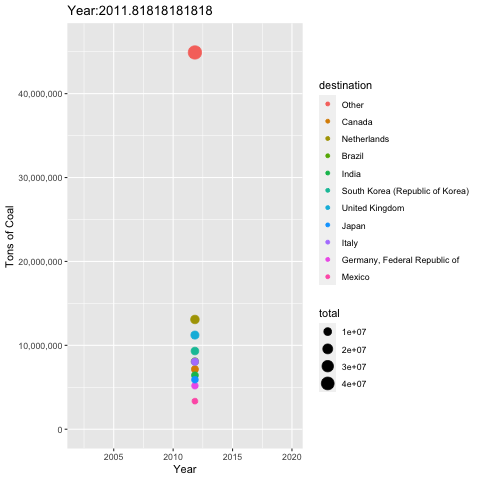 Year:2011.81818181818
40,000,000
30,000,000
20,000,000
10,000,000
0
Tons of Coal
2005 2010 2015 2020
Year
destination
Other
Canada
Netherlands
Brazil
India
South Korea (Republic of Korea)
United Kingdom
Japan
Italy
Germany, Federal Republic of
Mexico
total
1e+07
2e+07
3e+07
4e+07